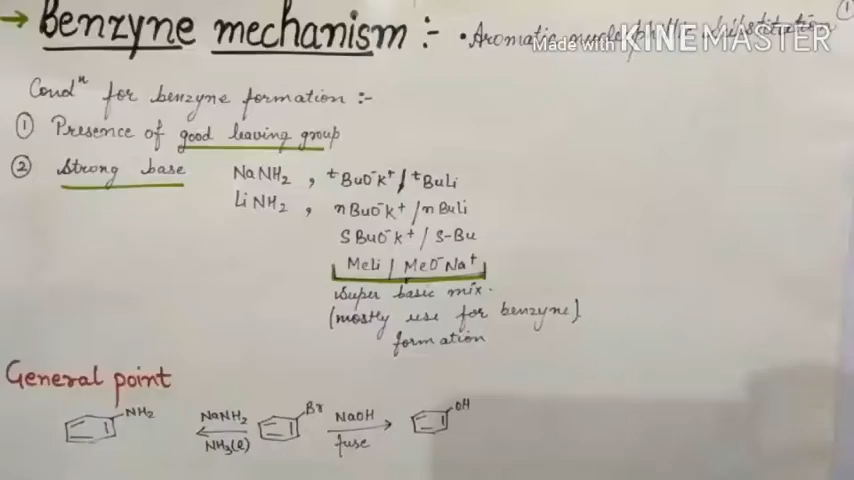 → Benzyne mechanism :- • Aromatic nucleophilic substitution
Made with KINEMASTER
Condⁿ for benzyne formation :-
① Presence of good leaving group
② Strong base NaNH₂ , ᵗBuO⁻K⁺ / ᵗBuLi
LiNH₂ , nBuO⁻K⁺ / nBuLi
SBuO⁻K⁺ / S-Bu
MeLi / MeO⁻Na⁺
super basic mix.
(mostly use for benzyne)
formation
General point
NH₂ NaNH₂ NH₃(l) Br NaOH fuse OH